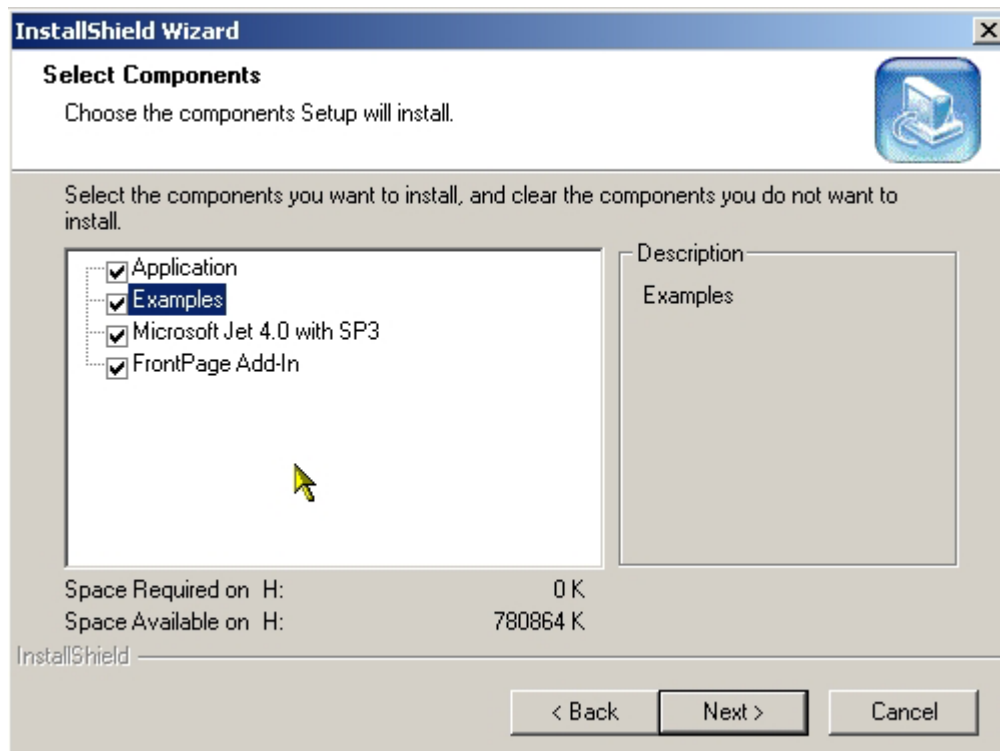 InstallShield Wizard
Select Components
Choose the components Setup will install.
Select the components you want to install, and clear the components you do not want to
install.
Application
Examples
Microsoft Jet 4.0 with SP3
FrontPage Add-In
Description
Examples
Space Required on  H: 0 K
Space Available on  H: 780864 K
InstallShield
< Back
Next >
Cancel